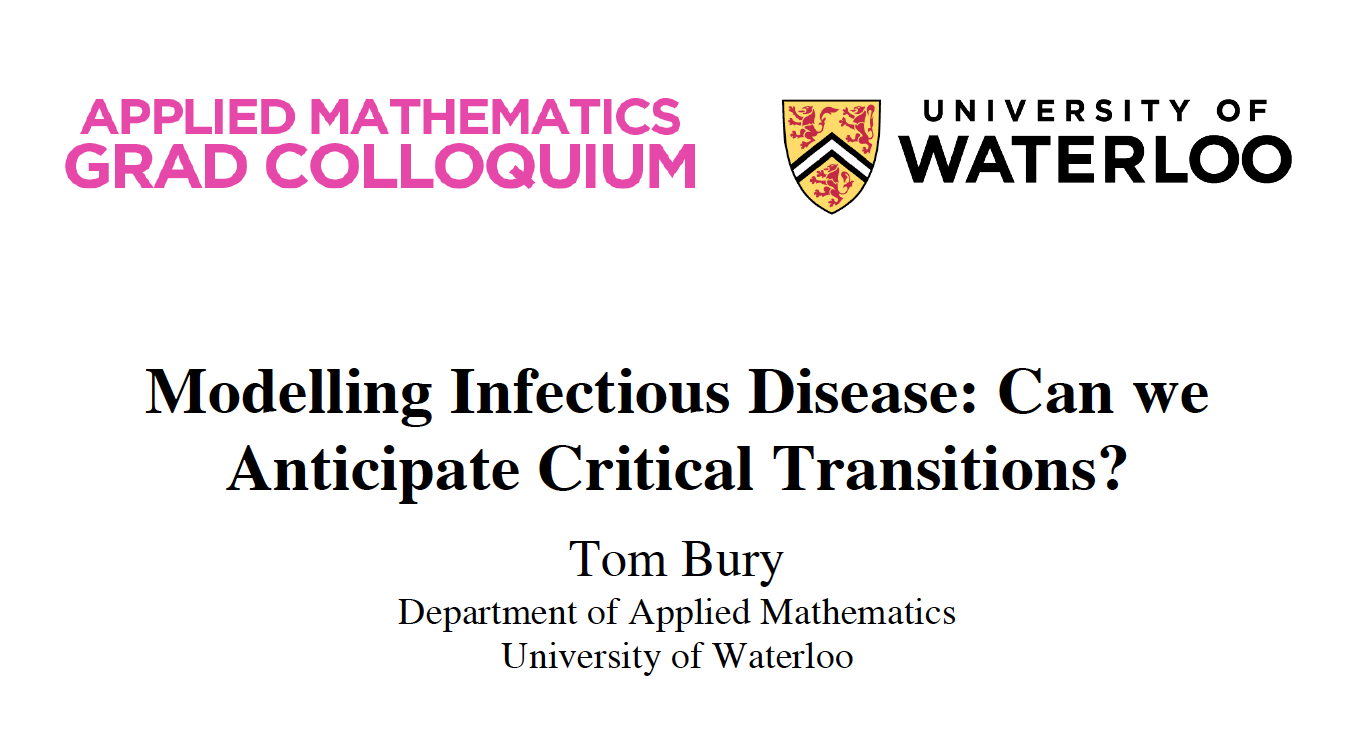 APPLIED MATHEMATICS
GRAD COLLOQUIUM
UNIVERSITY OF
WATERLOO
Modelling Infectious Disease: Can we
Anticipate Critical Transitions?
Tom Bury
Department of Applied Mathematics
University of Waterloo